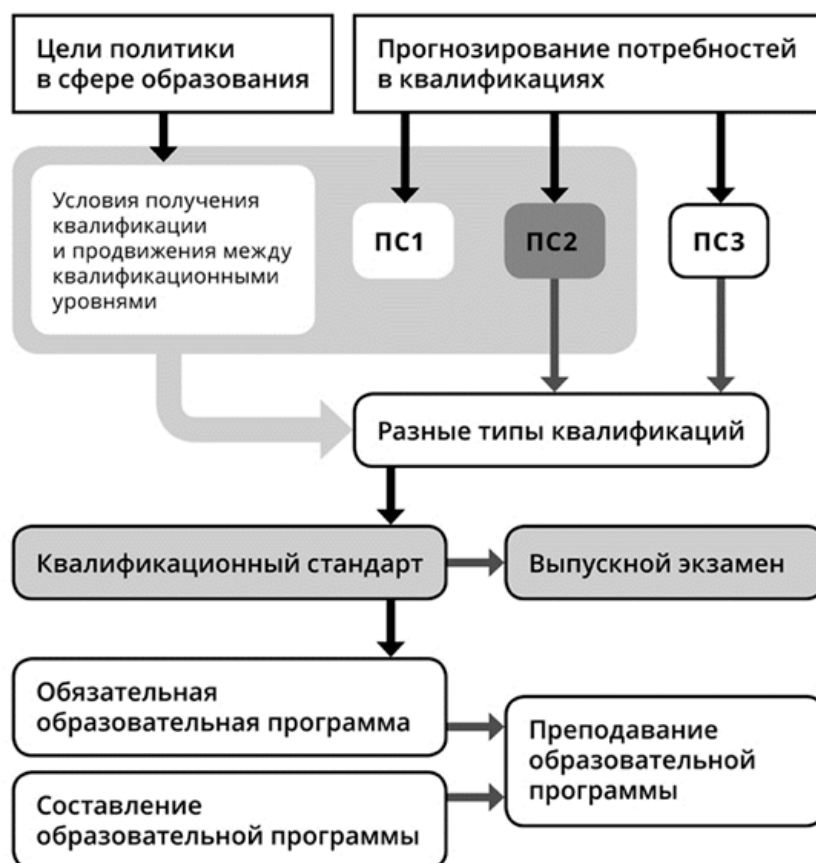 Цели политики
в сфере образования
Прогнозирование потребностей
в квалификациях
Условия получения
квалификации
и продвижения между
квалификационными
уровнями
ПС1
ПС2
ПС3
Разные типы квалификаций
Квалификационный стандарт
Выпускной экзамен
Обязательная
образовательная программа
Преподавание
образовательной
программы
Составление
образовательной программы